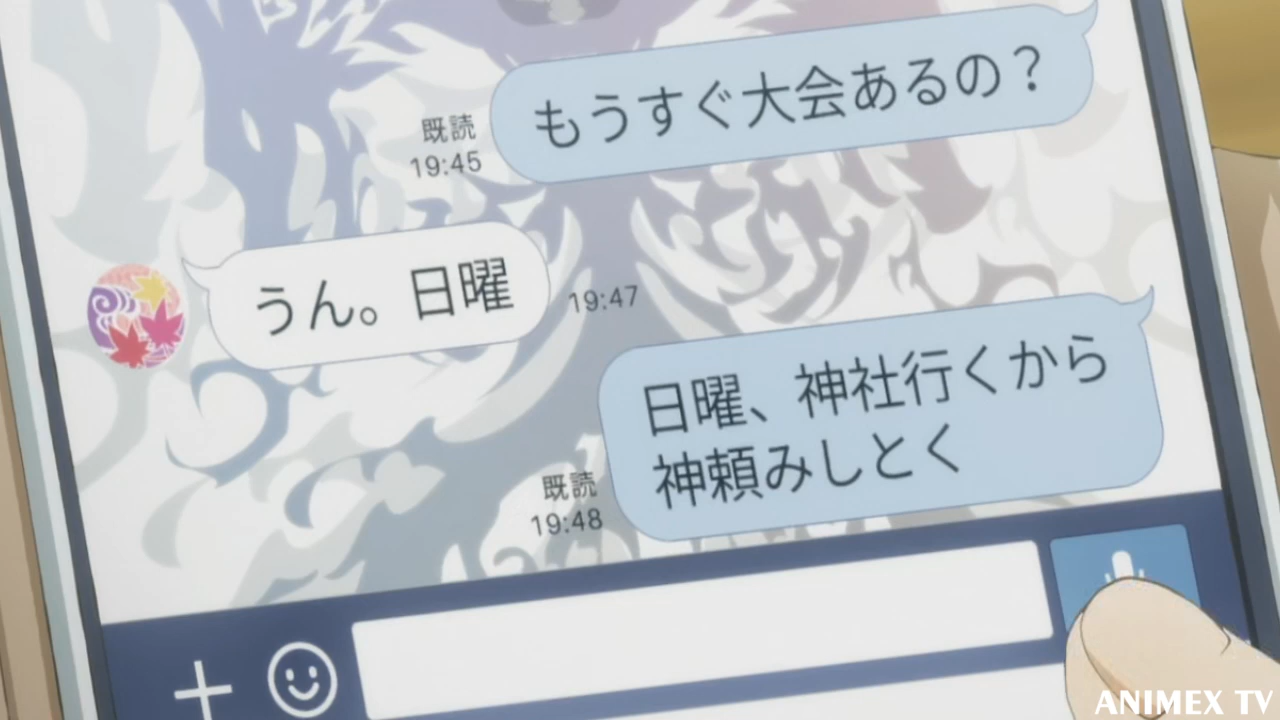 もうすぐ大会あるの？
既読
19:45
うん。日曜
19:47
日曜、神社行くから
神頼みしとく
既読
19:48
ANIMEX TV